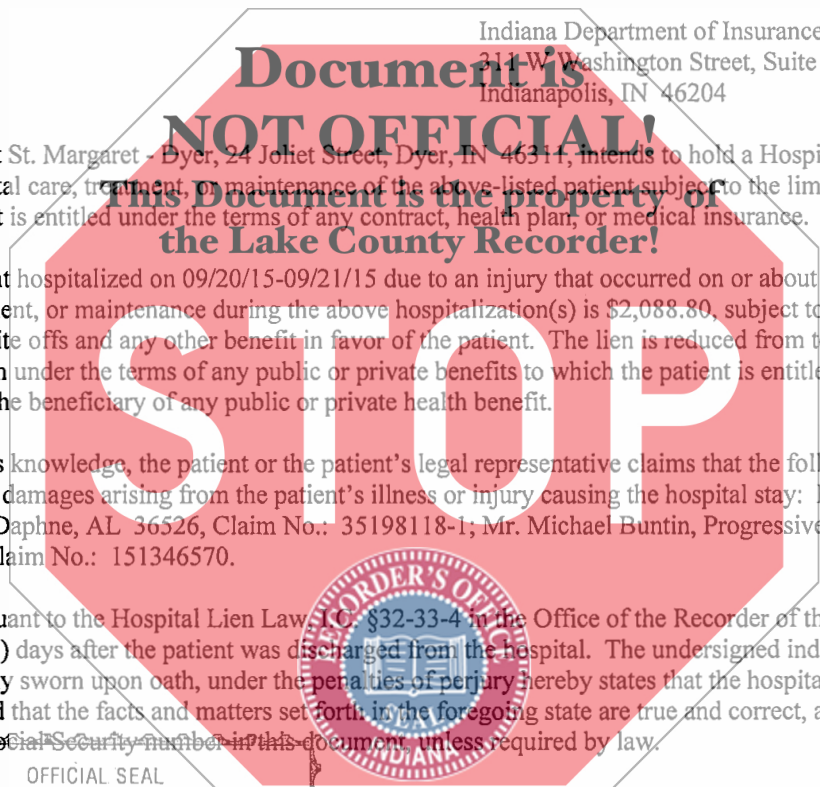 Indiana Department of Insurance
311 W Washington Street, Suite
Indianapolis, IN 46204
Document is
NOT OFFICIAL!
This Document is the property of
the Lake County Recorder!
St. Margaret - Dyer, 24 Joliet Street, Dyer, IN 46311, intends to hold a Hospi
al care, treatment, or maintenance of the above-listed patient subject to the lim
t is entitled under the terms of any contract, health plan, or medical insurance.
t hospitalized on 09/20/15-09/21/15 due to an injury that occurred on or about
ent, or maintenance during the above hospitalization(s) is $2,088.80, subject to
te offs and any other benefit in favor of the patient. The lien is reduced from t
n under the terms of any public or private benefits to which the patient is entitle
he beneficiary of any public or private health benefit.
STOP
s knowledge, the patient or the patient's legal representative claims that the foll
damages arising from the patient's illness or injury causing the hospital stay:
Daphne, AL 36526, Claim No.: 35198118-1; Mr. Michael Buntin, Progressive
laim No.: 151346570.
uant to the Hospital Lien Law, I.C. §32-33-4 in the Office of the Recorder of th
) days after the patient was discharged from the hospital. The undersigned ind
y sworn upon oath, under the penalties of perjury hereby states that the hospita
d that the facts and matters set forth in the foregoing state are true and correct, a
cial Security number in this document, unless required by law.
RECORDER'S OFFICE
INDIANA
OFFICIAL SEAL